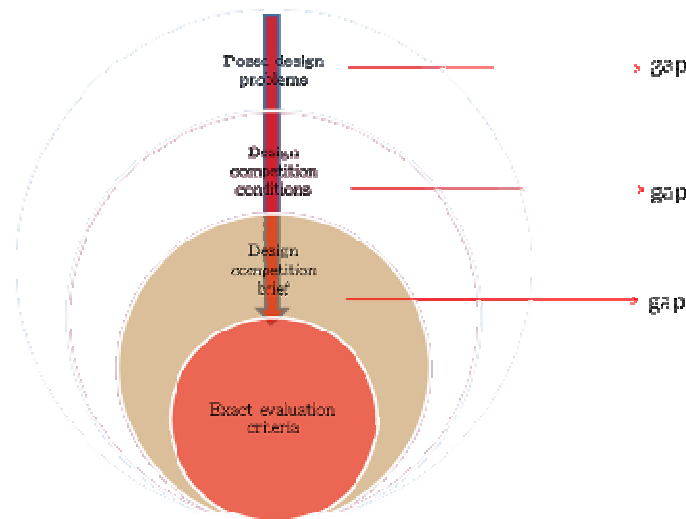 Posed design
problems
gap
Design
competition
conditions
gap
Design
competition
brief
gap
Exact evaluation
criteria